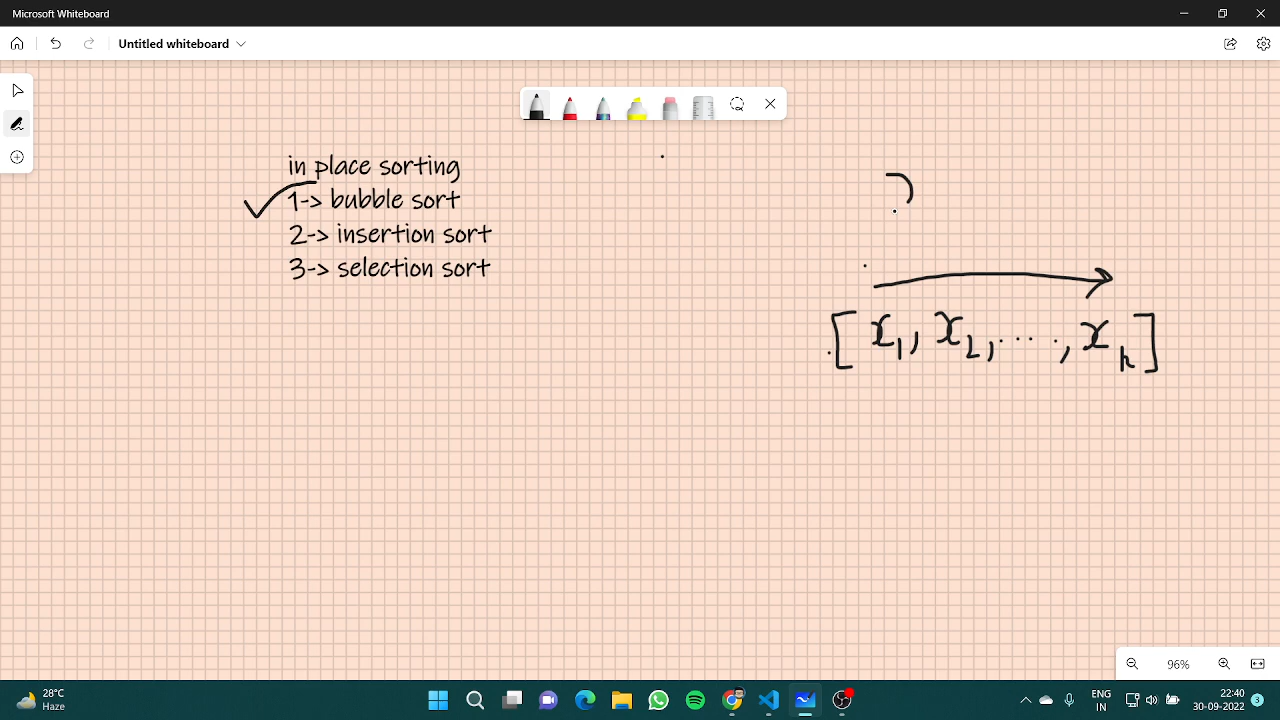 Microsoft Whiteboard
Untitled whiteboard
in place sorting
1-> bubble sort
2-> insertion sort
3-> selection sort
[x₁, x₂, ...., xₙ]
96%
28°C
Haze
ENG
IN
22:40
30-09-2022
3